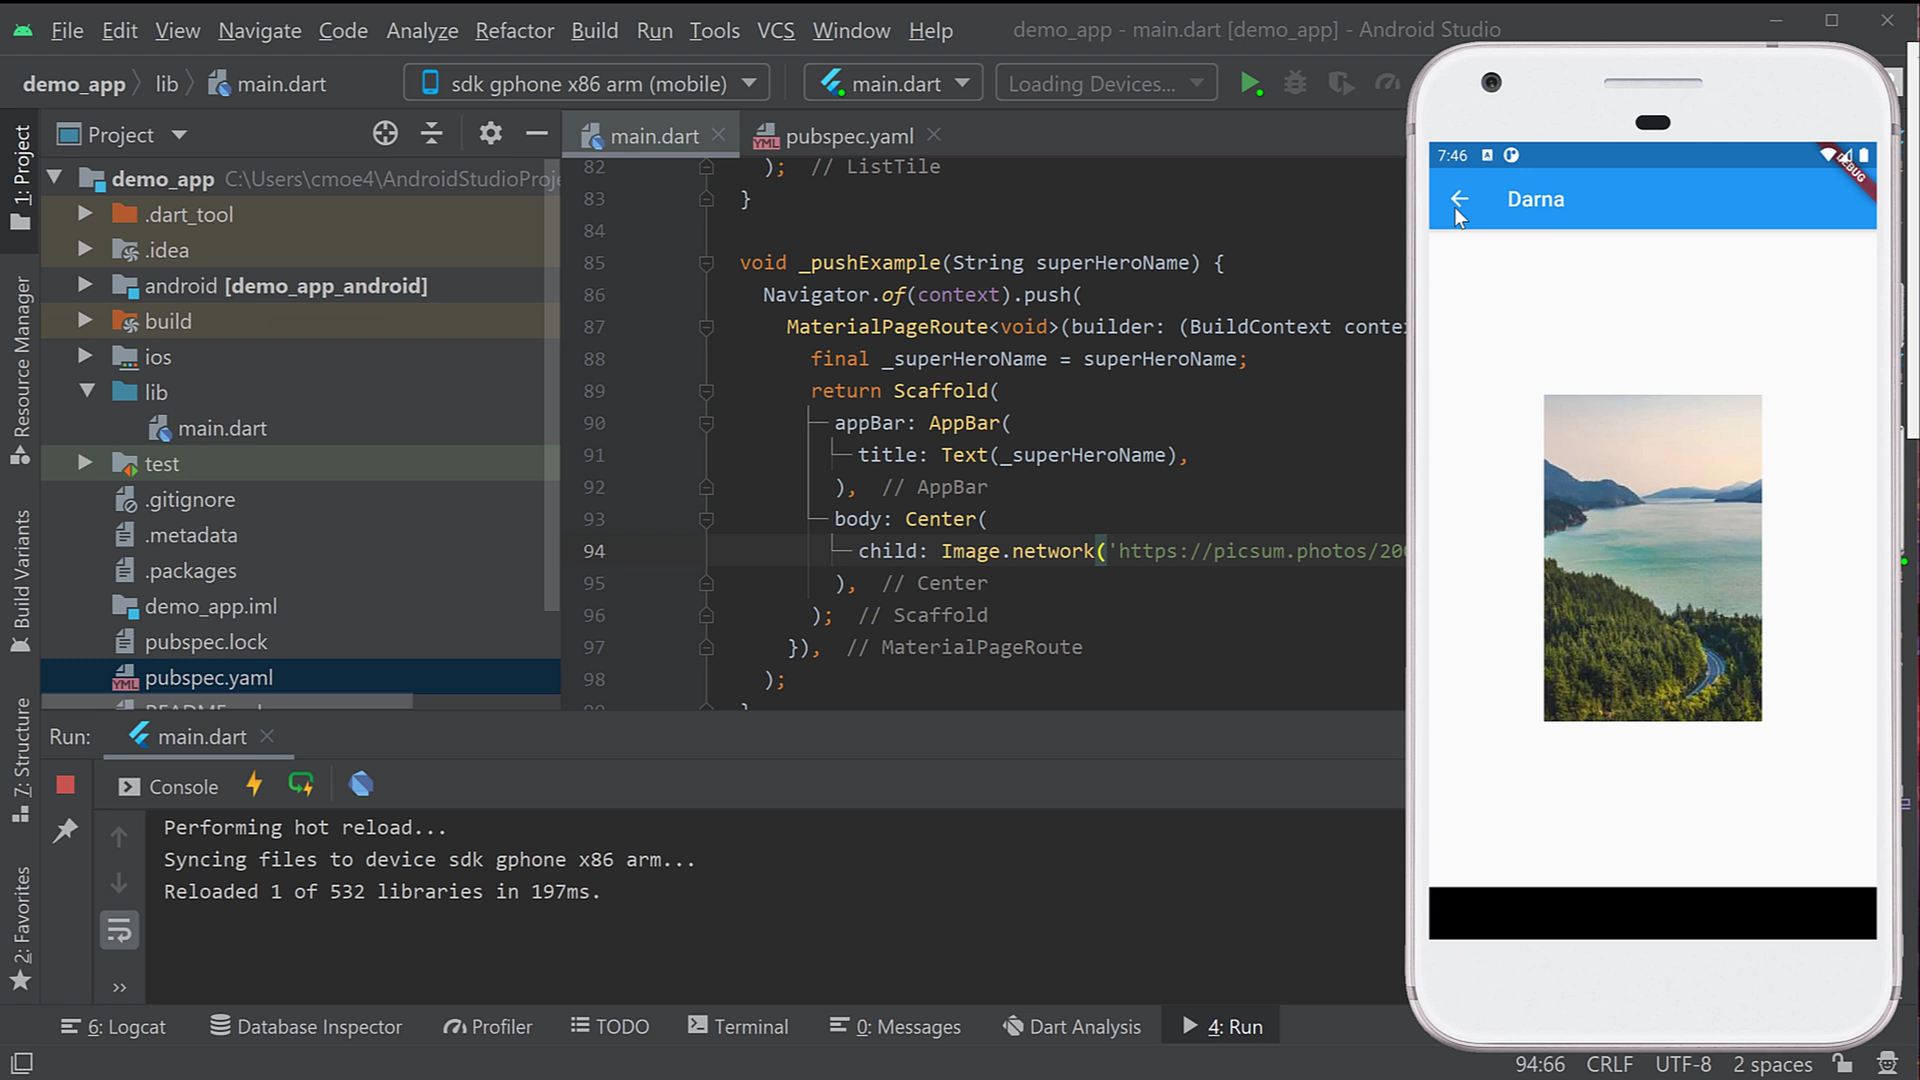 File Edit View Navigate Code Analyze Refactor Build Run Tools VCS Window Help demo_app - main.dart [demo_app] - Android Studio
demo_app lib main.dart sdk gphone x86 arm (mobile) main.dart Loading Devices...
Project
main.dart
pubspec.yaml
1: Project
Resource Manager
Build Variants
7: Structure
2: Favorites
demo_app C:\Users\cmoe4\AndroidStudioProje
.dart_tool
.idea
android [demo_app_android]
build
ios
lib
main.dart
test
.gitignore
.metadata
.packages
demo_app.iml
pubspec.lock
pubspec.yaml
82 ); // ListTile
83 }
84
85 void _pushExample(String superHeroName) {
86 Navigator.of(context).push(
87 MaterialPageRoute<void>(builder: (BuildContext conte
88 final _superHeroName = superHeroName;
89 return Scaffold(
90 appBar: AppBar(
91 title: Text(_superHeroName),
92 ), // AppBar
93 body: Center(
94 child: Image.network('https://picsum.photos/20
95 ), // Center
96 ); // Scaffold
97 }), // MaterialPageRoute
98 );
7:46
DEBUG
Darna
Run: main.dart
Console
Performing hot reload...
Syncing files to device sdk gphone x86 arm...
Reloaded 1 of 532 libraries in 197ms.
6: Logcat Database Inspector Profiler TODO Terminal 0: Messages Dart Analysis 4: Run
94:66 CRLF UTF-8 2 spaces